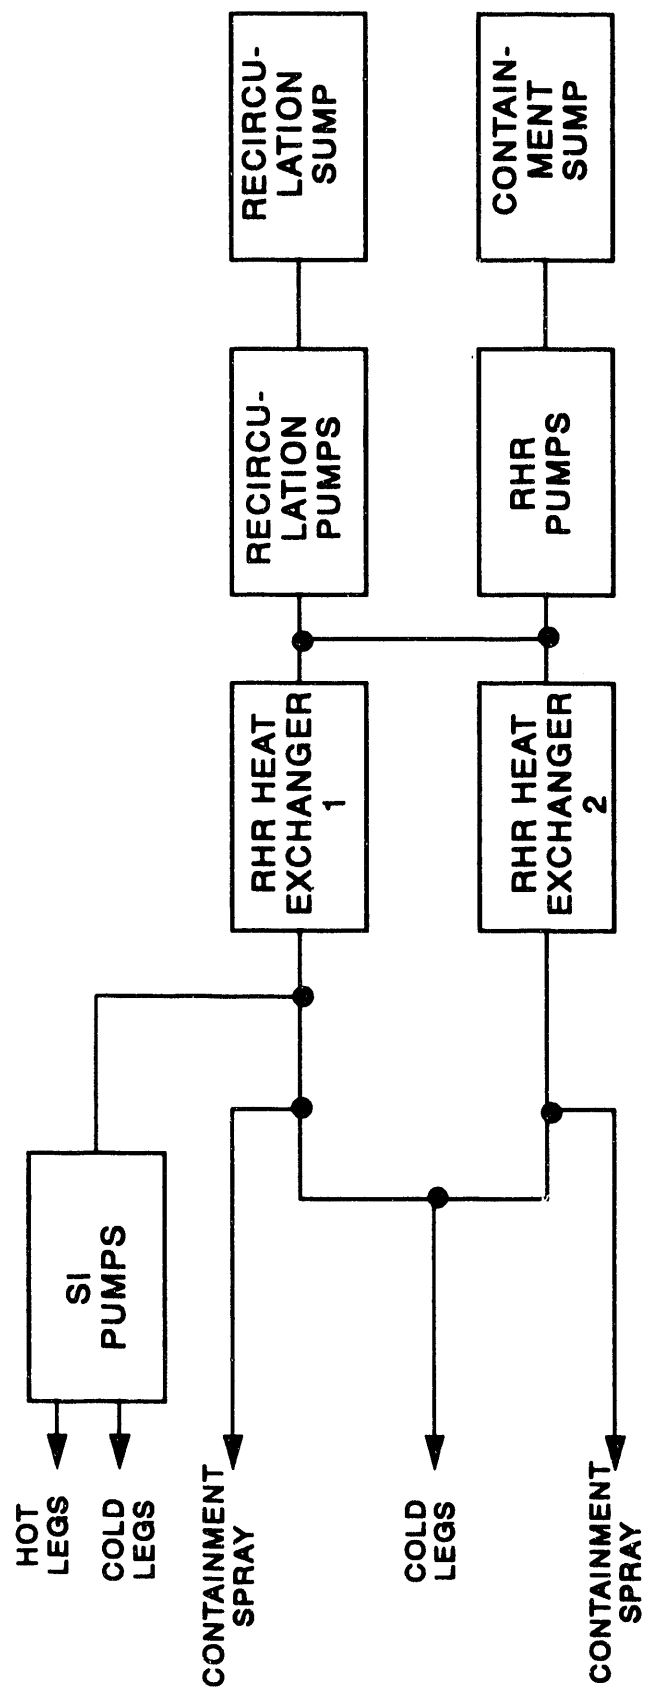 RECIRCU-
LATION
SUMP
CONTAIN-
MENT
SUMP
RECIRCU-
LATION
PUMPS
RHR
PUMPS
RHR HEAT
EXCHANGER
1
RHR HEAT
EXCHANGER
2
SI
PUMPS
HOT
LEGS
COLD
LEGS
CONTAINMENT
SPRAY
COLD
LEGS
CONTAINMENT
SPRAY